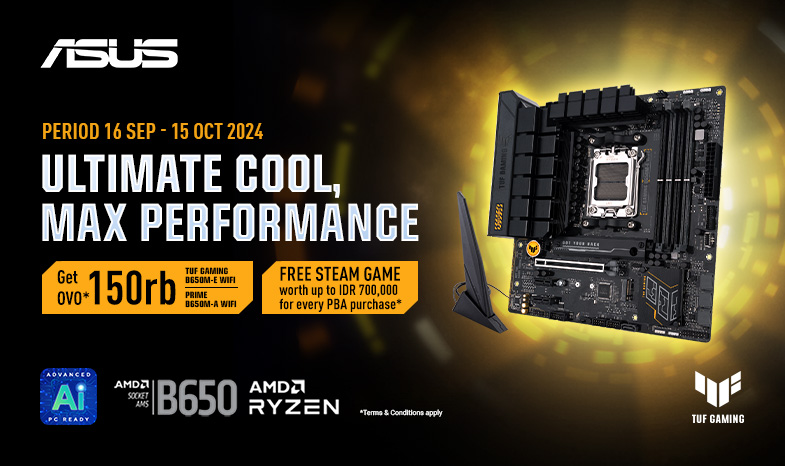 ASUS
PERIOD 16 SEP - 15 OCT 2024
ULTIMATE COOL,
MAX PERFORMANCE
Get
OVO*
150rb
TUF GAMING
B650M-E WIFI
PRIME
B650M-A WIFI
FREE STEAM GAME
worth up to IDR 700,000
for every PBA purchase*
TUF GAMING
ADVANCED
Ai
PC READY
AMD
SOCKET
AM5
B650
AMD
RYZEN
*Terms & Conditions apply
TUF GAMING